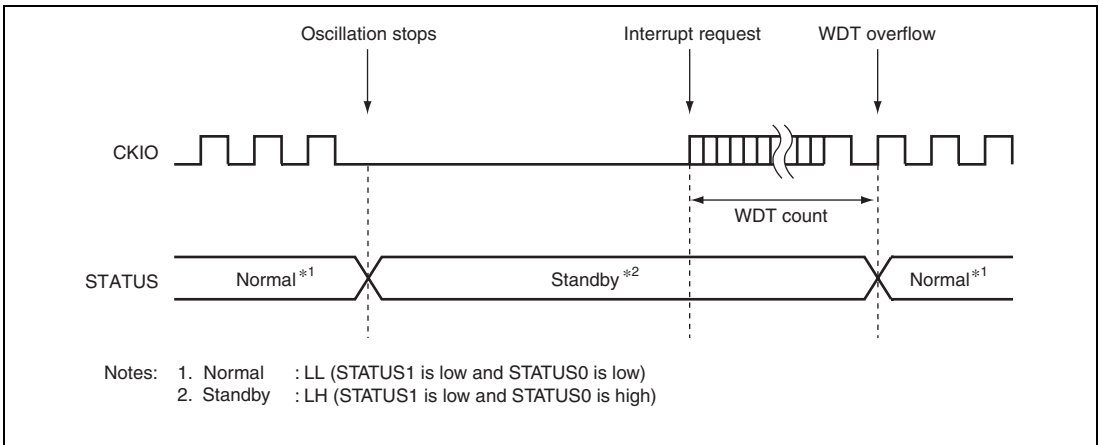 Oscillation stops Interrupt request WDT overflow
CKIO
WDT count
STATUS Normal*1 Standby*2 Normal*1
Notes: 1. Normal : LL (STATUS1 is low and STATUS0 is low)
2. Standby : LH (STATUS1 is low and STATUS0 is high)